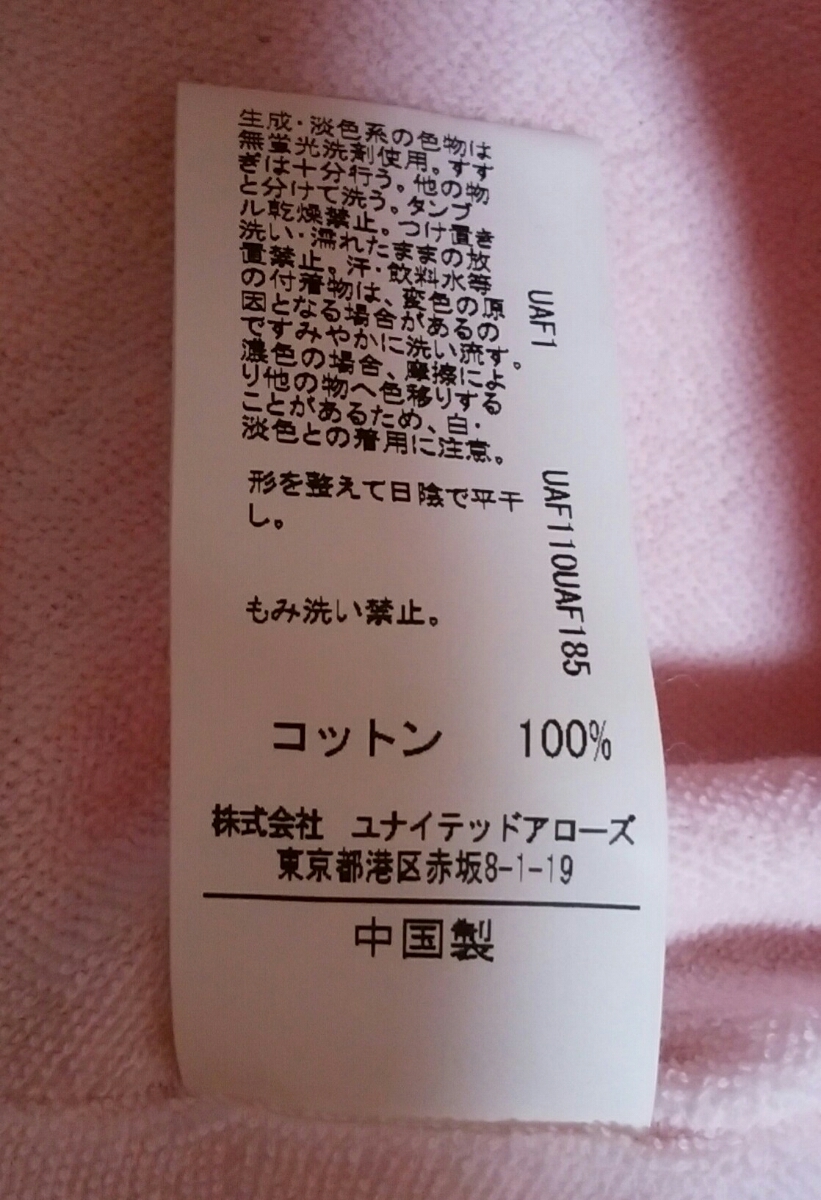 生成・淡色系の色物は
無蛍光洗剤使用。すす
ぎは十分行う。他の物
と分けて洗う。タンブ
ル乾燥禁止。つけ置き
洗い・濡れたままの放
置禁止。汗・飲料水等
の付着物は、変色の原
因となる場合があるの
ですみやかに洗い流す。
濃色の場合、摩擦によ
り他の物へ色移りする
ことがあるため、白・
淡色との着用に注意。
形を整えて日陰で平干
し。
もみ洗い禁止。
UAF1
UAF110UAF185
コットン 100%
株式会社 ユナイテッドアローズ
東京都港区赤坂8-1-19
中国製